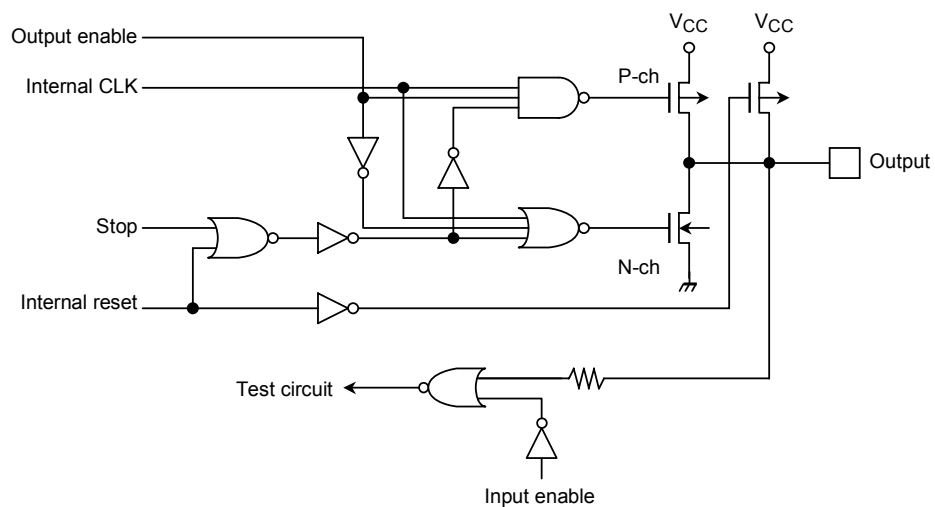 Output enable
Internal CLK
Stop
Internal reset
VCC
VCC
P-ch
Output
N-ch
Test circuit
Input enable